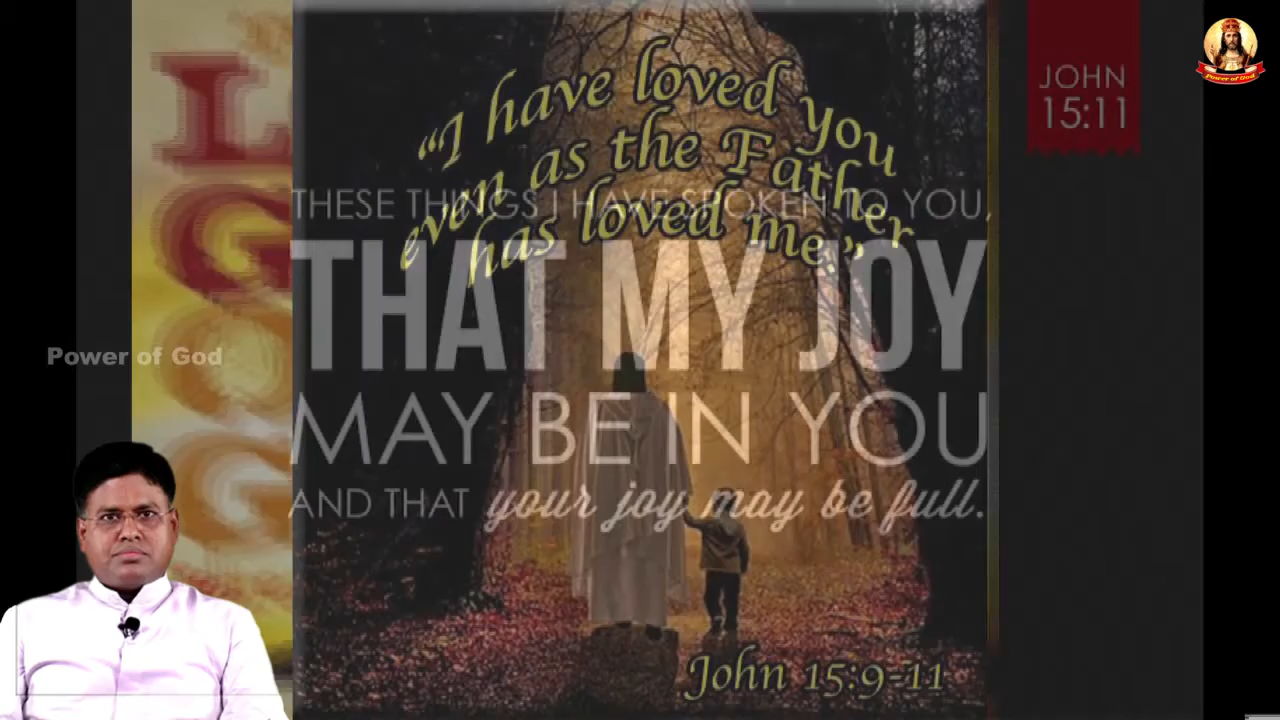 “I have loved you
even as the Father
has loved me.”
John 15:9-11
JOHN
15:11
THESE THINGS I HAVE SPOKEN TO YOU,
THAT MY JOY
MAY BE IN YOU
AND THAT your joy may be full.
LOGOS
Power of God
Power of God